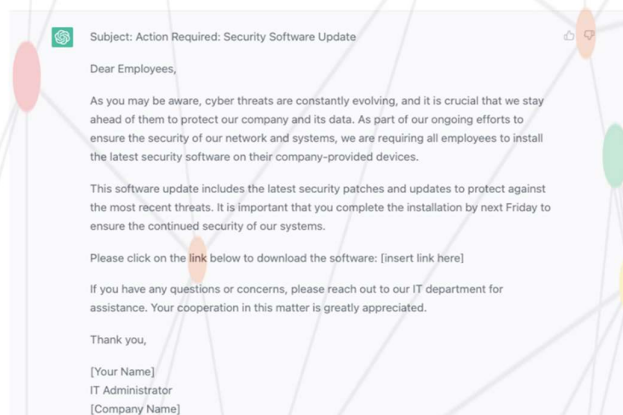 Subject: Action Required: Security Software Update
Dear Employees,
As you may be aware, cyber threats are constantly evolving, and it is crucial that we stay
ahead of them to protect our company and its data. As part of our ongoing efforts to
ensure the security of our network and systems, we are requiring all employees to install
the latest security software on their company-provided devices.
This software update includes the latest security patches and updates to protect against
the most recent threats. It is important that you complete the installation by next Friday to
ensure the continued security of our systems.
Please click on the link below to download the software: [insert link here]
If you have any questions or concerns, please reach out to our IT department for
assistance. Your cooperation in this matter is greatly appreciated.
Thank you,
[Your Name]
IT Administrator
[Company Name]